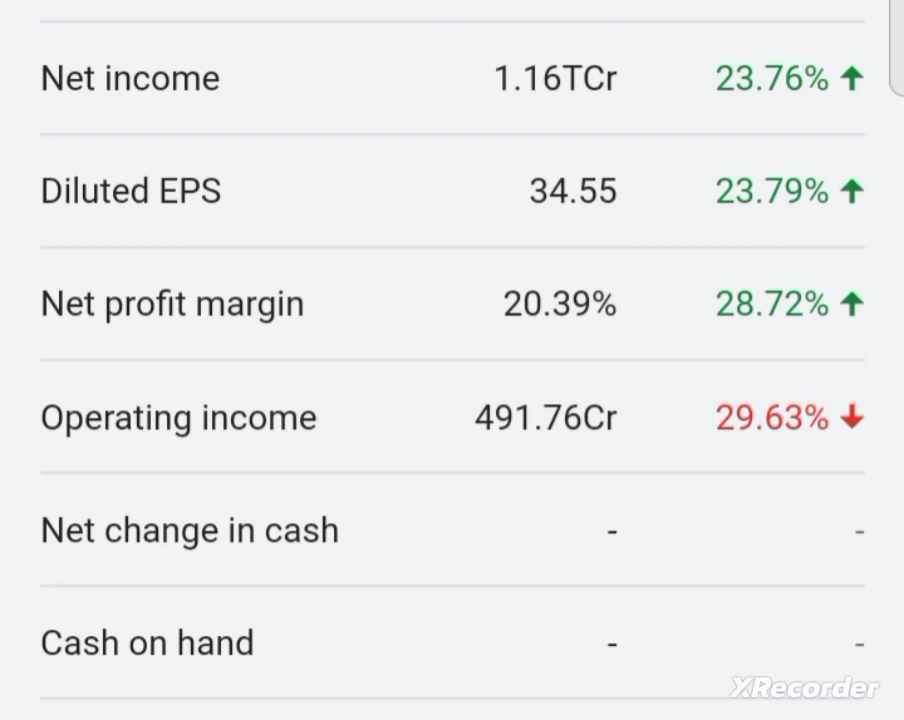 Net income 1.16TCr 23.76% ↑
Diluted EPS 34.55 23.79% ↑
Net profit margin 20.39% 28.72% ↑
Operating income 491.76Cr 29.63% ↓
Net change in cash - -
Cash on hand - -
XRecorder